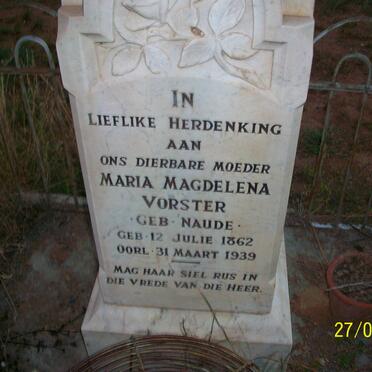 IN
LIEFLIKE HERDENKING
AAN
ONS DIERBARE MOEDER
MARIA MAGDELENA
VORSTER
·GEB·NAUDE·
GEB·12 JULIE 1862
OORL·31 MAART 1939
MAG HAAR SIEL RUS IN
DIE VREDE VAN DIE HEER.
27/0